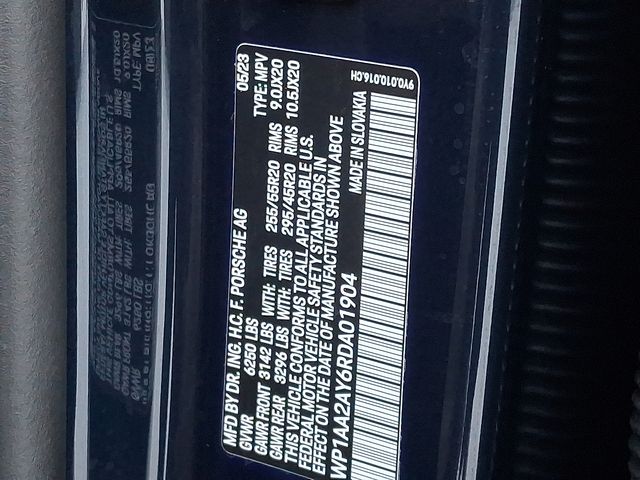 MFD BY DR. ING. H.C. F. PORSCHE AG 05/23
GVWR 6250 LBS TYPE: MPV
GAWR FRONT 3142 LBS WITH: TIRES 255/55R20 RIMS 9.0JX20
GAWR REAR 3296 LBS WITH: TIRES 295/45R20 RIMS 10.5JX20
THIS VEHICLE CONFORMS TO ALL APPLICABLE U.S.
FEDERAL MOTOR VEHICLE SAFETY STANDARDS IN
EFFECT ON THE DATE OF MANUFACTURE SHOWN ABOVE
WP1AA2AY6RDA01904 MADE IN SLOVAKIA
9Y0.010.016.CH